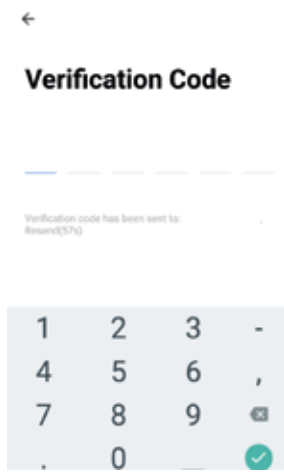 Verification Code
Verification code has been sent to:
Resend(57s)
1 2 3 -
4 5 6 ,
7 8 9
. 0 _